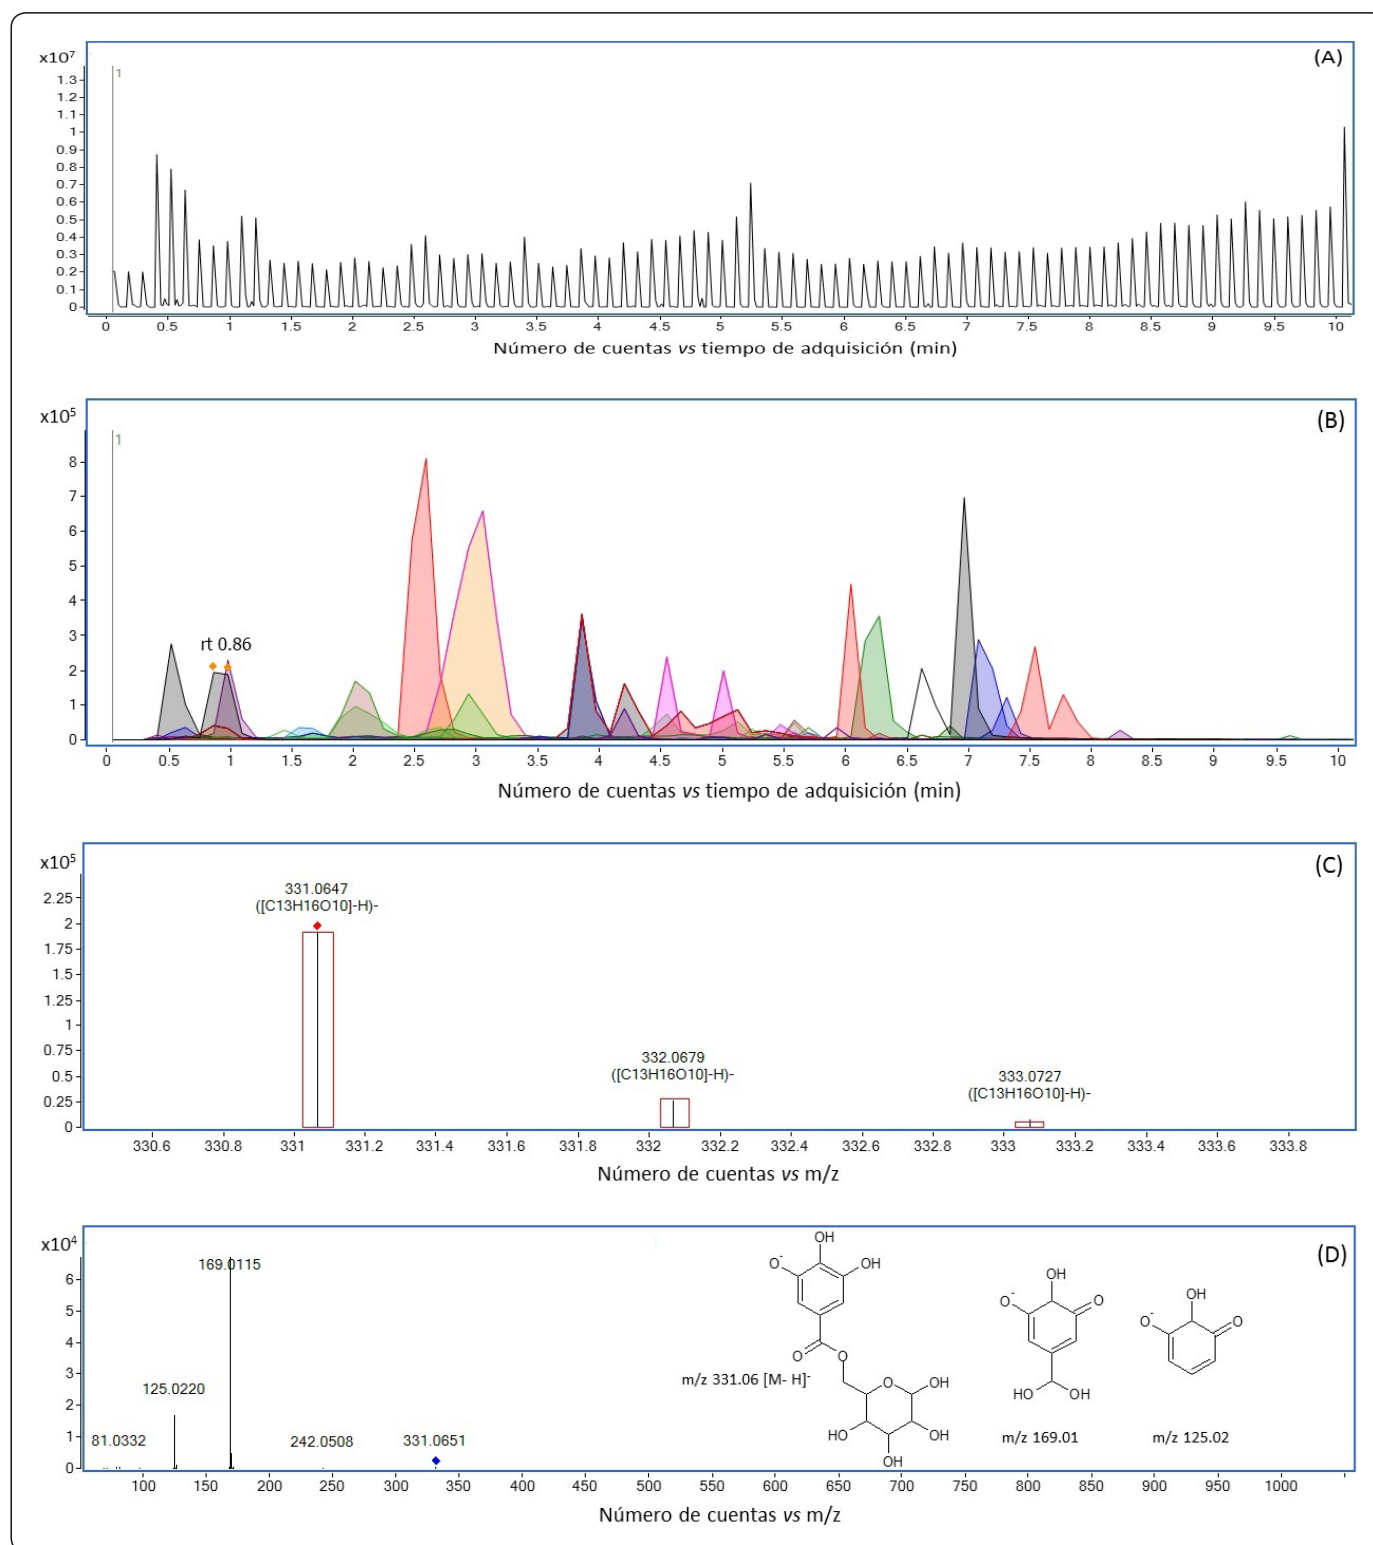 (A)
x10⁷
1
1.3
1.2
1.1
1
0.9
0.8
0.7
0.6
0.5
0.4
0.3
0.2
0.1
0
0 0.5 1 1.5 2 2.5 3 3.5 4 4.5 5 5.5 6 6.5 7 7.5 8 8.5 9 9.5 10
Número de cuentas vs tiempo de adquisición (min)
(B)
x10⁵
1
8
7
6
5
4
3
2
1
0
rt 0.86
0 0.5 1 1.5 2 2.5 3 3.5 4 4.5 5 5.5 6 6.5 7 7.5 8 8.5 9 9.5 10
Número de cuentas vs tiempo de adquisición (min)
(C)
x10⁵
2.25
2
1.75
1.5
1.25
1
0.75
0.5
0.25
0
331.0647
([C13H16O10]-H)-
332.0679
([C13H16O10]-H)-
333.0727
([C13H16O10]-H)-
330.6 330.8 331 331.2 331.4 331.6 331.8 332 332.2 332.4 332.6 332.8 333 333.2 333.4 333.6 333.8
Número de cuentas vs m/z
(D)
x10⁴
6
5
4
3
2
1
0
169.0115
125.0220
81.0332
242.0508
331.0651
OH
O⁻
OH
O
O
O
OH
HO
OH
OH
m/z 331.06 [M- H]⁻
OH
O⁻
O
HO
OH
m/z 169.01
OH
O⁻
O
m/z 125.02
100 150 200 250 300 350 400 450 500 550 600 650 700 750 800 850 900 950 1000
Número de cuentas vs m/z